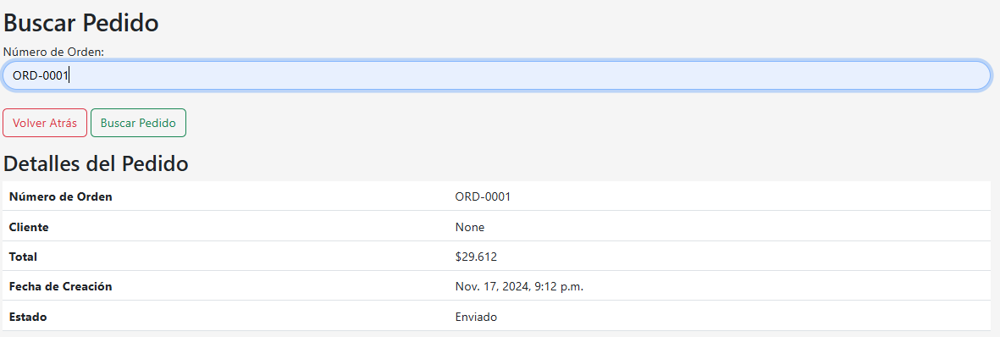 Buscar Pedido
Número de Orden:
ORD-0001
Volver Atrás Buscar Pedido
Detalles del Pedido
Número de Orden ORD-0001
Cliente None
Total $29.612
Fecha de Creación Nov. 17, 2024, 9:12 p.m.
Estado Enviado